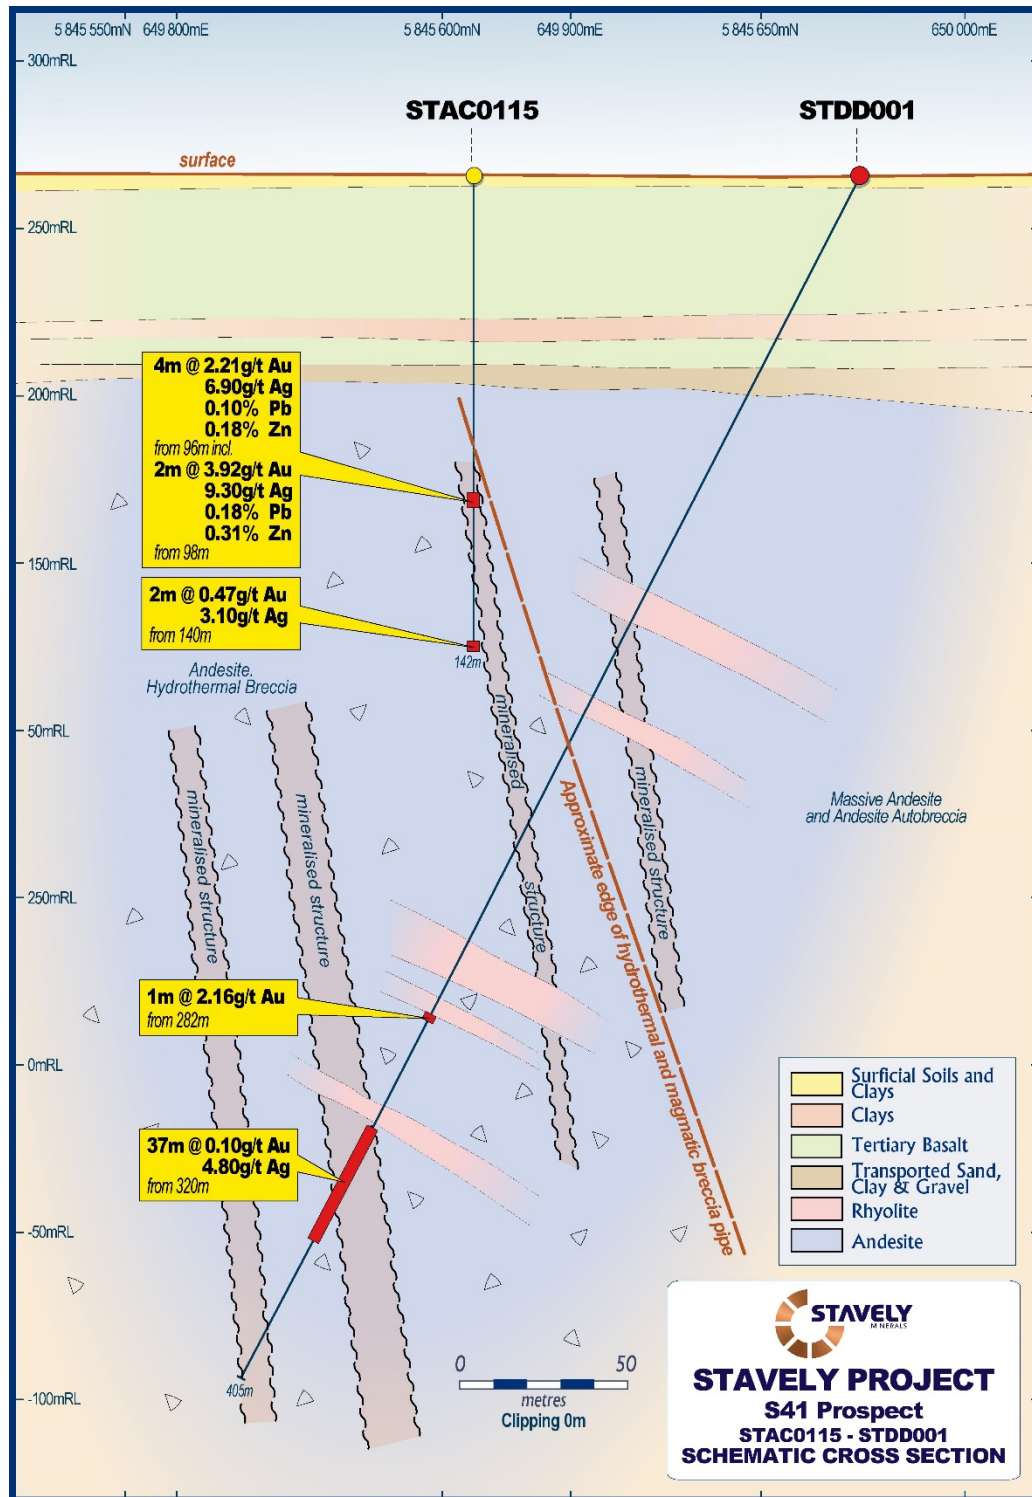 5 845 550mN 649 800mE 5 845 600mN 649 900mE 5 845 650mN 650 000mE
300mRL
STAC0115
STDD001
surface
250mRL
200mRL
4m @ 2.21g/t Au
6.90g/t Ag
0.10% Pb
0.18% Zn
from 96m incl.
2m @ 3.92g/t Au
9.30g/t Ag
0.18% Pb
0.31% Zn
from 98m
150mRL
2m @ 0.47g/t Au
3.10g/t Ag
from 140m
142m
Andesite.
Hydrothermal Breccia
50mRL
mineralised structure
mineralised structure
mineralised structure
mineralised structure
Approximate edge of hydrothermal and magmatic breccia pipe
Massive Andesite
and Andesite Autobreccia
250mRL
1m @ 2.16g/t Au
from 282m
0mRL
37m @ 0.10g/t Au
4.80g/t Ag
from 320m
-50mRL
405m
-100mRL
Surficial Soils and
Clays
Clays
Tertiary Basalt
Transported Sand,
Clay & Gravel
Rhyolite
Andesite
0 50
metres
Clipping 0m
STAVELY
MINERALS
STAVELY PROJECT
S41 Prospect
STAC0115 - STDD001
SCHEMATIC CROSS SECTION